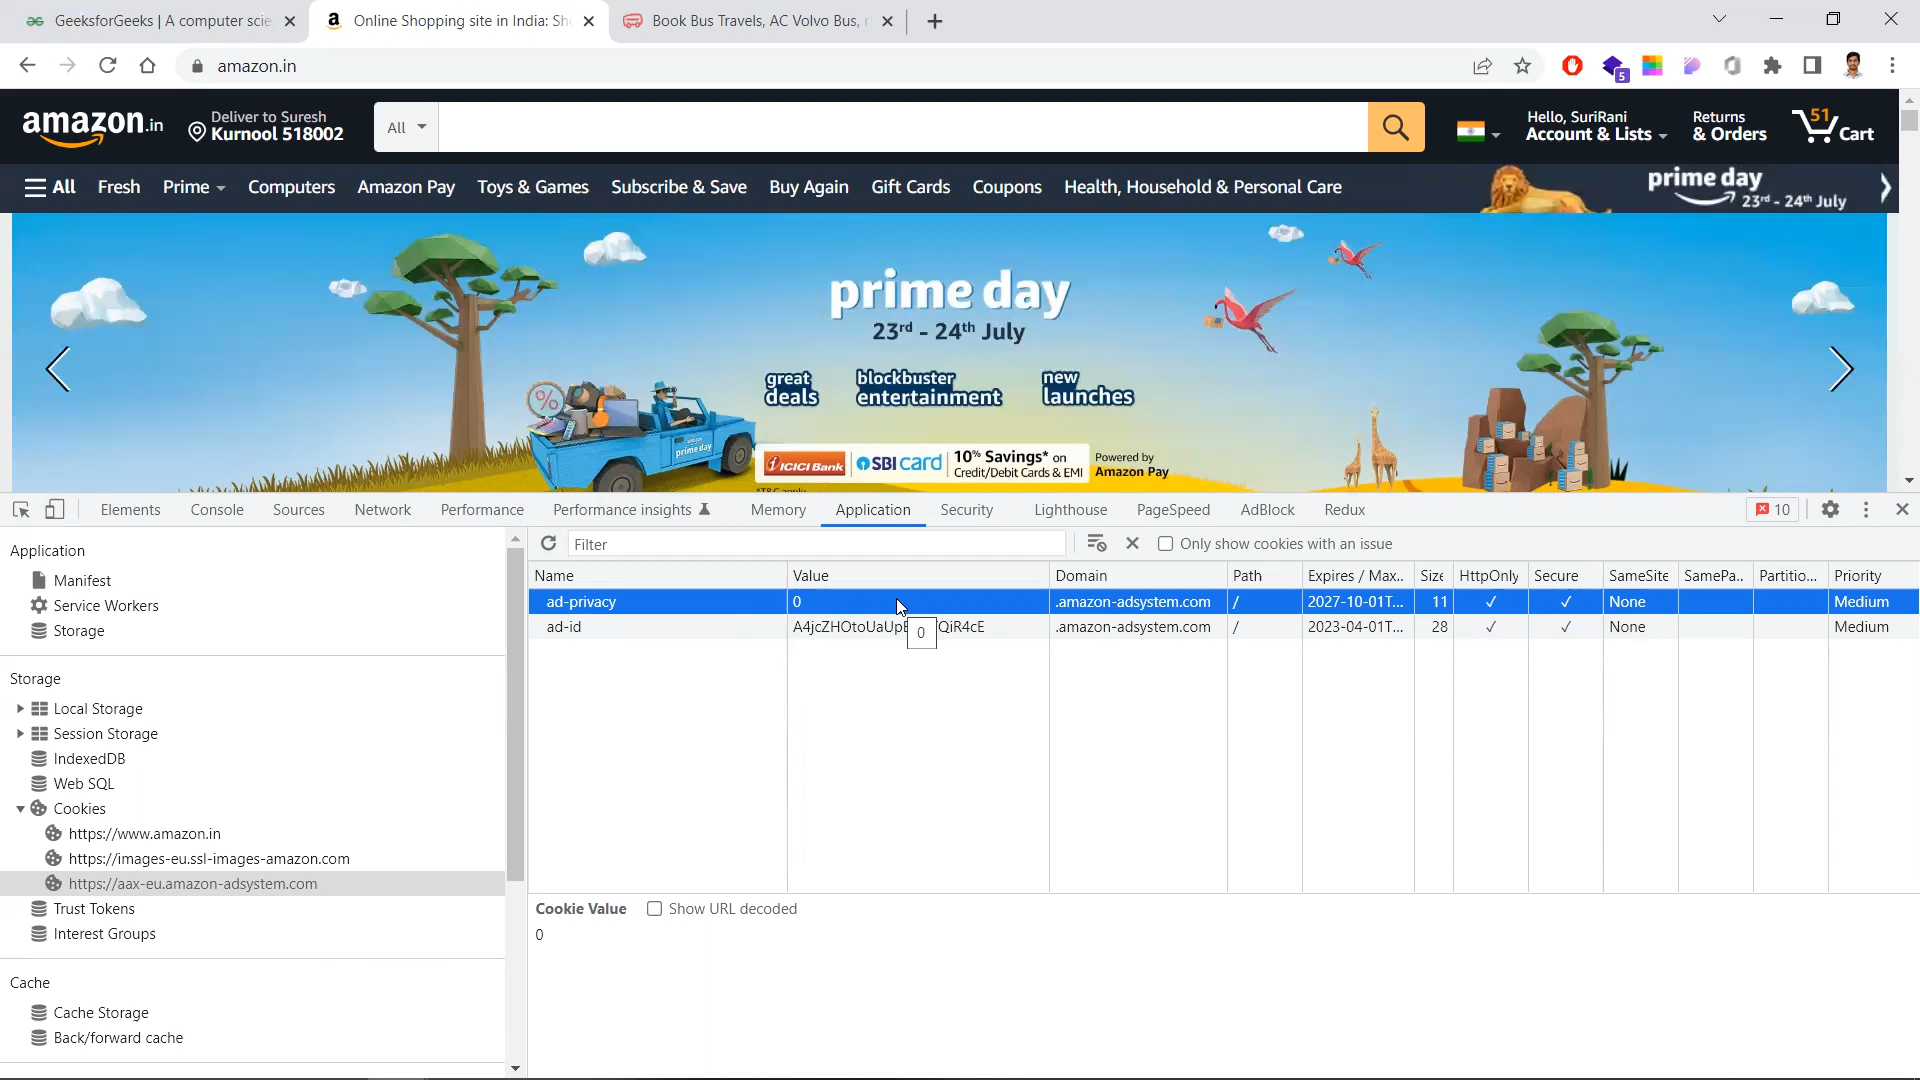 GeeksforGeeks | A computer scie
Online Shopping site in India: Sh
Book Bus Travels, AC Volvo Bus,
amazon.in
5
amazon.in
Deliver to Suresh
Kurnool 518002
All
Hello, SuriRani
Account & Lists
Returns
& Orders
51
Cart
All
Fresh
Prime
Computers
Amazon Pay
Toys & Games
Subscribe & Save
Buy Again
Gift Cards
Coupons
Health, Household & Personal Care
prime day
23rd - 24th July
prime day
23rd - 24th July
great
deals
blockbuster
entertainment
new
launches
%
prime day
ICICI Bank
SBI card
10% Savings* on
Credit/Debit Cards & EMI
Powered by
Amazon Pay
Elements
Console
Sources
Network
Performance
Performance insights
Memory
Application
Security
Lighthouse
PageSpeed
AdBlock
Redux
10
Application
Manifest
Service Workers
Storage
Storage
Local Storage
Session Storage
IndexedDB
Web SQL
Cookies
https://www.amazon.in
https://images-eu.ssl-images-amazon.com
https://aax-eu.amazon-adsystem.com
Trust Tokens
Interest Groups
Cache
Cache Storage
Back/forward cache
Filter
Only show cookies with an issue
Name Value Domain Path Expires / Max... Size HttpOnly Secure SameSite SamePa... Partitio... Priority
ad-privacy 0 .amazon-adsystem.com / 2027-10-01T... 11 ✓ ✓ None Medium
ad-id .amazon-adsystem.com / 2023-04-01T... 28 ✓ ✓ None Medium
0
Cookie Value
Show URL decoded
0